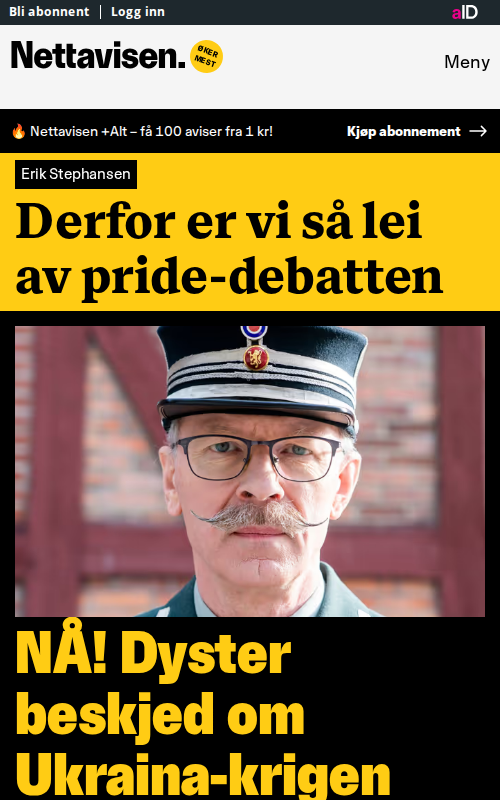 Bli abonnent Logg inn aID
Nettavisen. ØKER MEST
Meny
🔥 Nettavisen +Alt – få 100 aviser fra 1 kr! Kjøp abonnement →
Erik Stephansen
Derfor er vi så lei
av pride-debatten
NÅ! Dyster
beskjed om
Ukraina-krigen